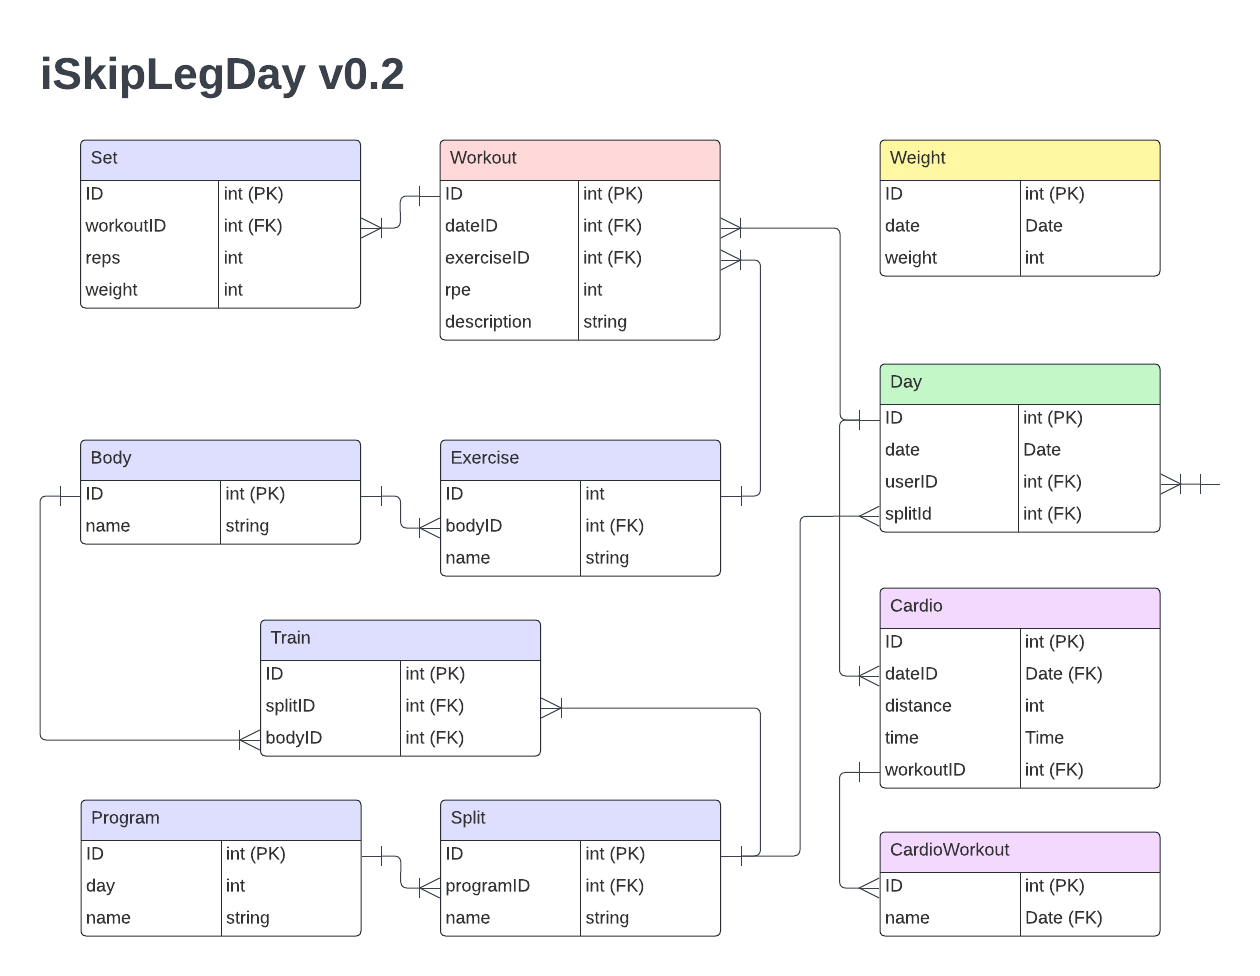 iSkipLegDay v0.2
Set
ID int (PK)
workoutID int (FK)
reps int
weight int
Workout
ID int (PK)
dateID int (FK)
exerciseID int (FK)
rpe int
description string
Weight
ID int (PK)
date Date
weight int
Day
ID int (PK)
date Date
userID int (FK)
splitId int (FK)
Body
ID int (PK)
name string
Exercise
ID int
bodyID int (FK)
name string
Train
ID int (PK)
splitID int (FK)
bodyID int (FK)
Cardio
ID int (PK)
dateID Date (FK)
distance int
time Time
workoutID int (FK)
Program
ID int (PK)
day int
name string
Split
ID int (PK)
programID int (FK)
name string
CardioWorkout
ID int (PK)
name Date (FK)